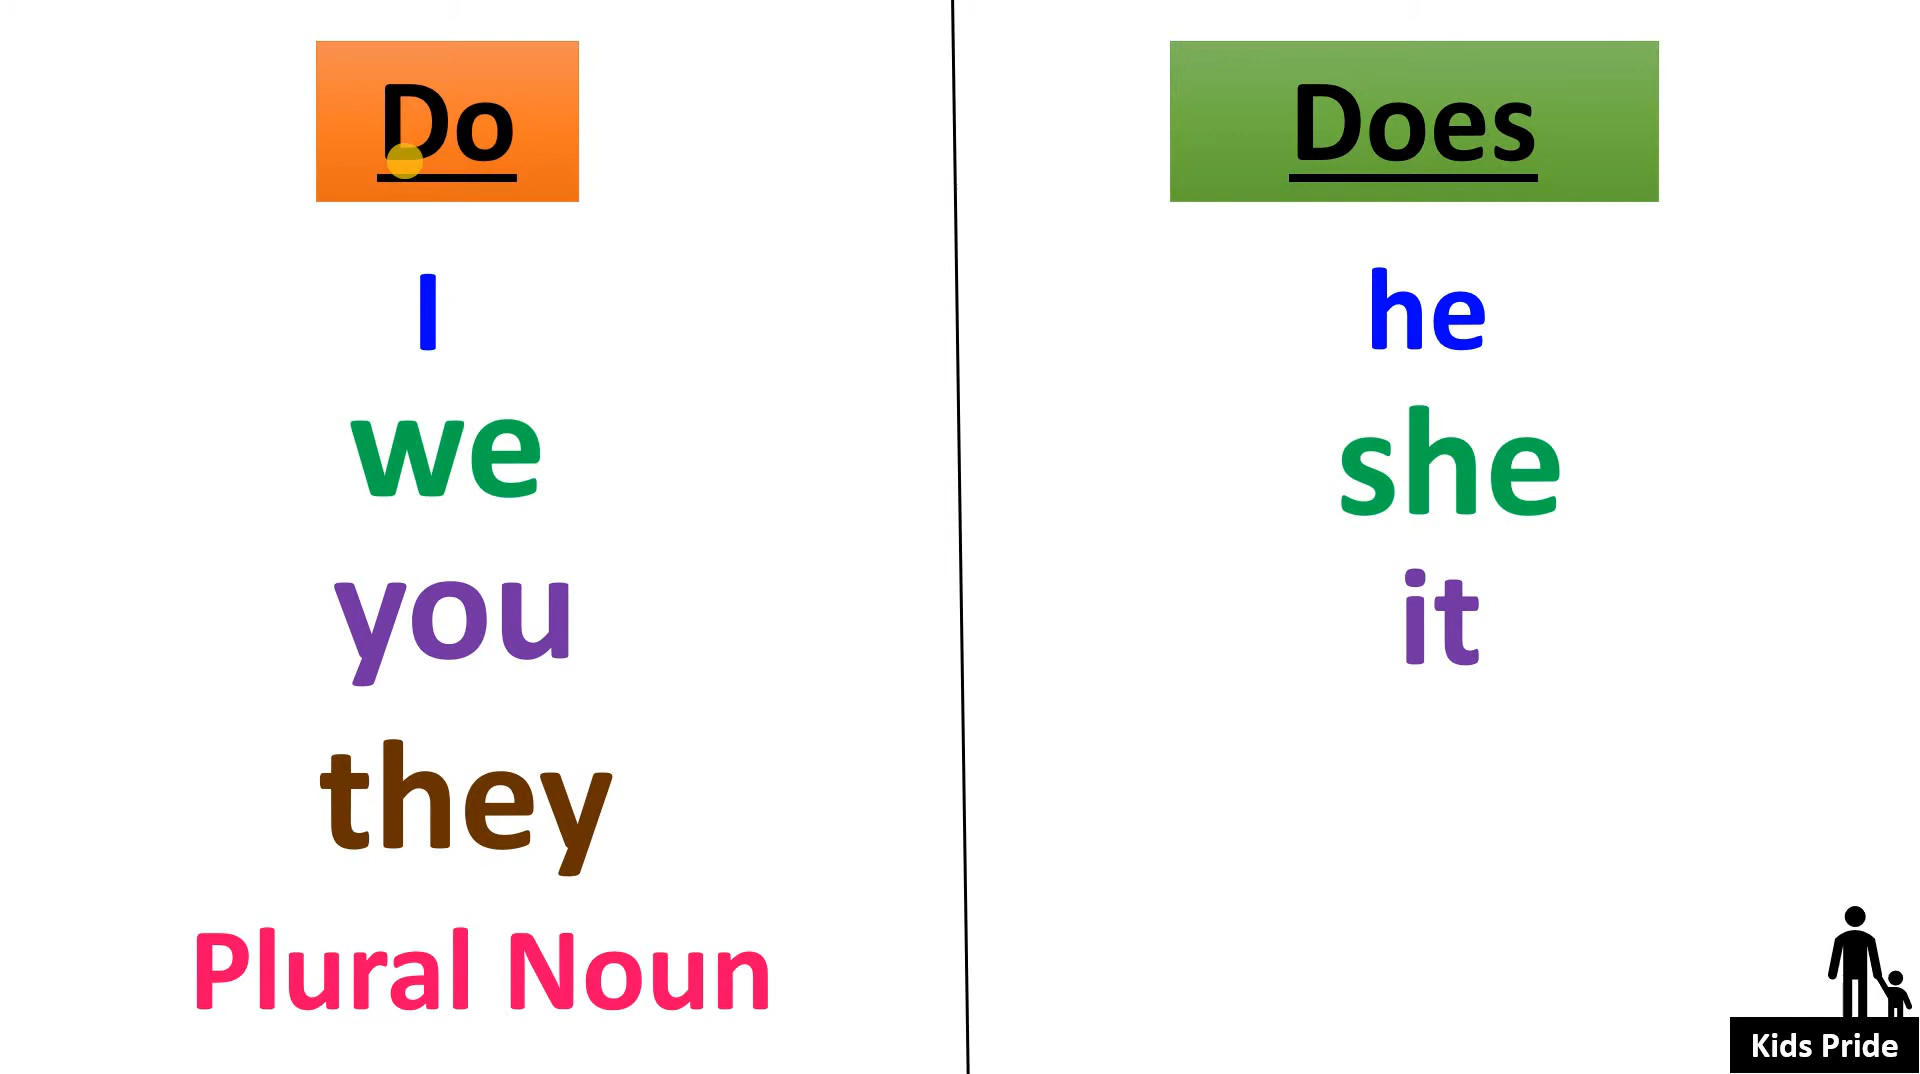 Do
I
we
you
they
Plural Noun
Does
he
she
it
Kids Pride